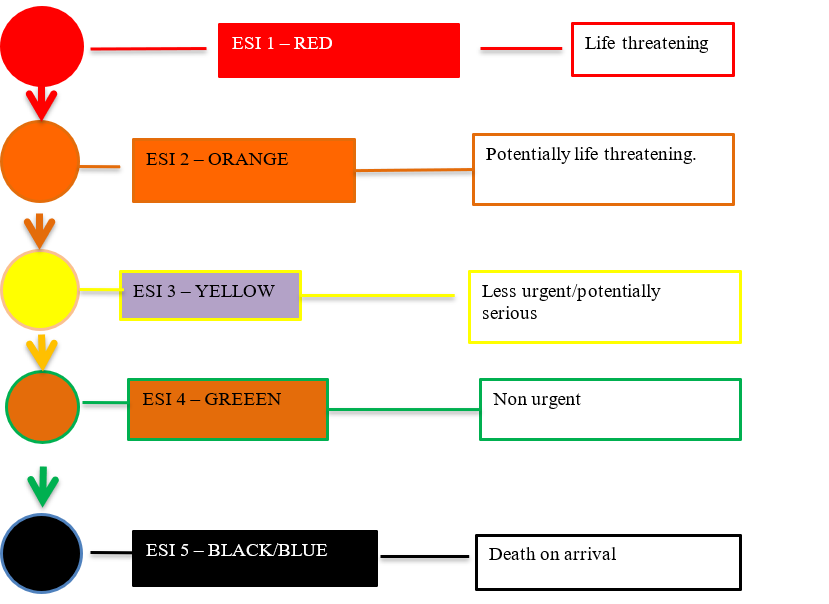 ESI 1 – RED
Life threatening
ESI 2 – ORANGE
Potentially life threatening.
ESI 3 – YELLOW
Less urgent/potentially
serious
ESI 4 – GREEEN
Non urgent
ESI 5 – BLACK/BLUE
Death on arrival